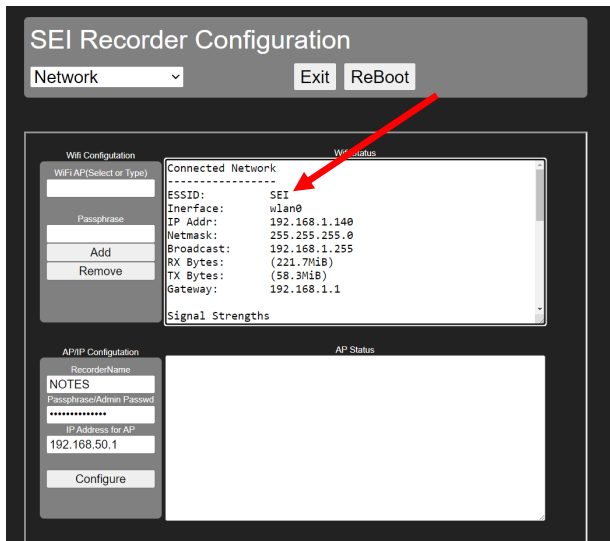 SEI Recorder Configuration
Network Exit ReBoot
Wifi Configutation
WiFi AP(Select or Type)
Passphrase
Add
Remove
Wifi Status
Connected Network
-----------------
ESSID: SEI
Inerface: wlan0
IP Addr: 192.168.1.140
Netmask: 255.255.255.0
Broadcast: 192.168.1.255
RX Bytes: (221.7MiB)
TX Bytes: (58.3MiB)
Gateway: 192.168.1.1
Signal Strengths
AP/IP Configutation
RecorderName
NOTES
Passphrase/Admin Passwd
•••••••••••••
IP Address for AP
192.168.50.1
Configure
AP Status